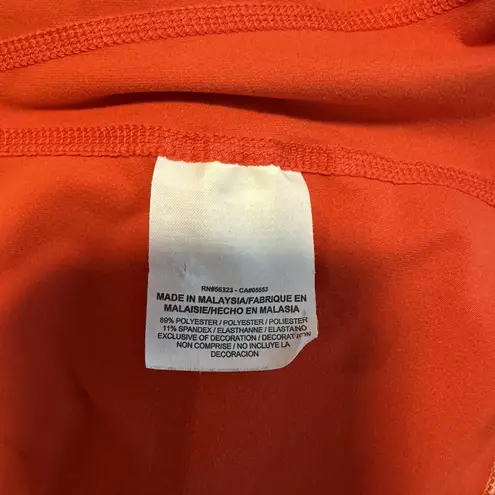 RN#56323 - CA#05553
MADE IN MALAYSIA/FABRIQUE EN
MALAISIE/HECHO EN MALASIA
89% POLYESTER / POLYESTER / POLIESTER
11% SPANDEX / ELASTHANNE / ELASTANO
EXCLUSIVE OF DECORATION / DECORATION
NON COMPRISE / NO INCLUYE LA
DECORACION